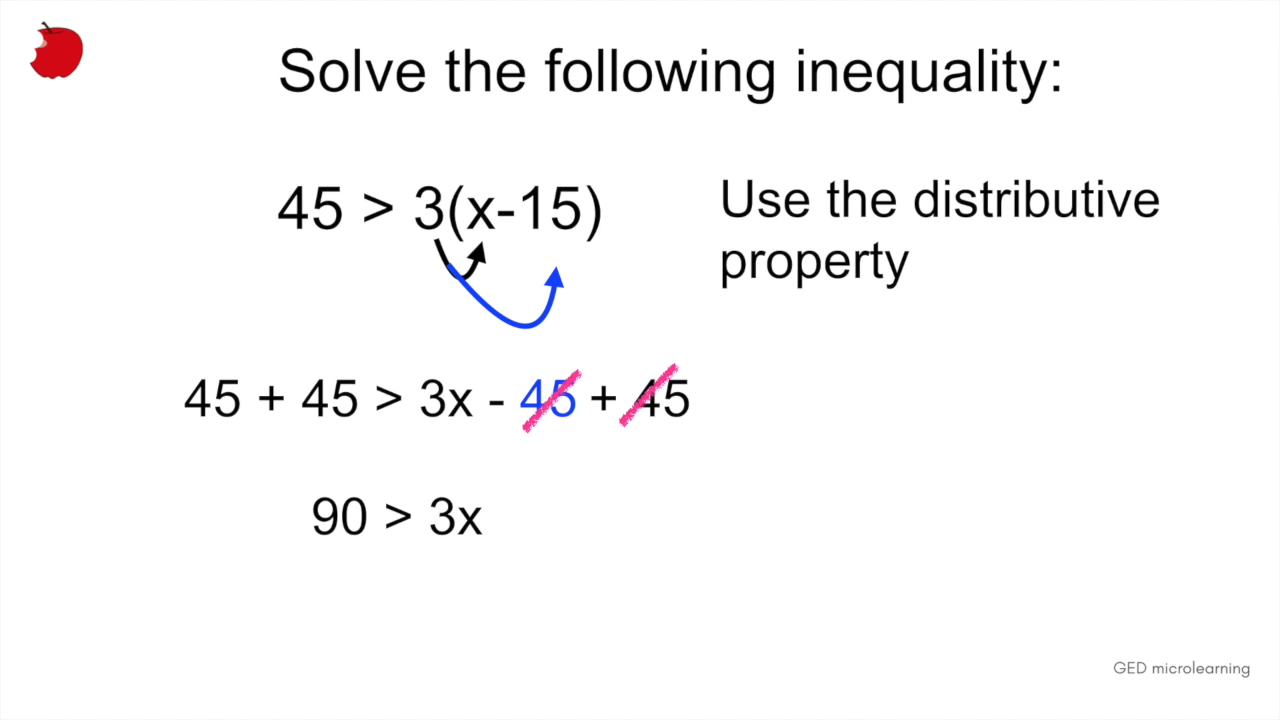 Solve the following inequality:
45 > 3(x-15)
Use the distributive
property
45 + 45 > 3x - 45 + 45
90 > 3x
GED microlearning